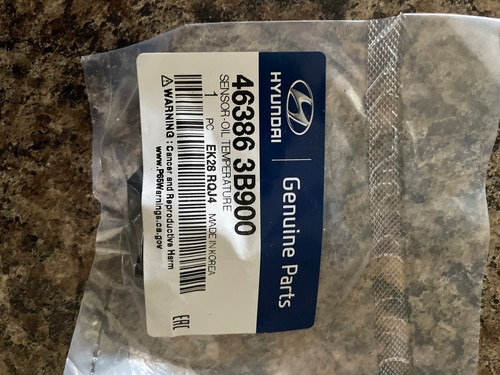 HYUNDAI | Genuine Parts
46386 3B900
SENSOR-OIL TEMPERATURE
1 PC EK28 RQJ4 MADE IN KOREA
⚠WARNING : Cancer and Reproductive Harm
www.P65Warnings.ca.gov
EAC